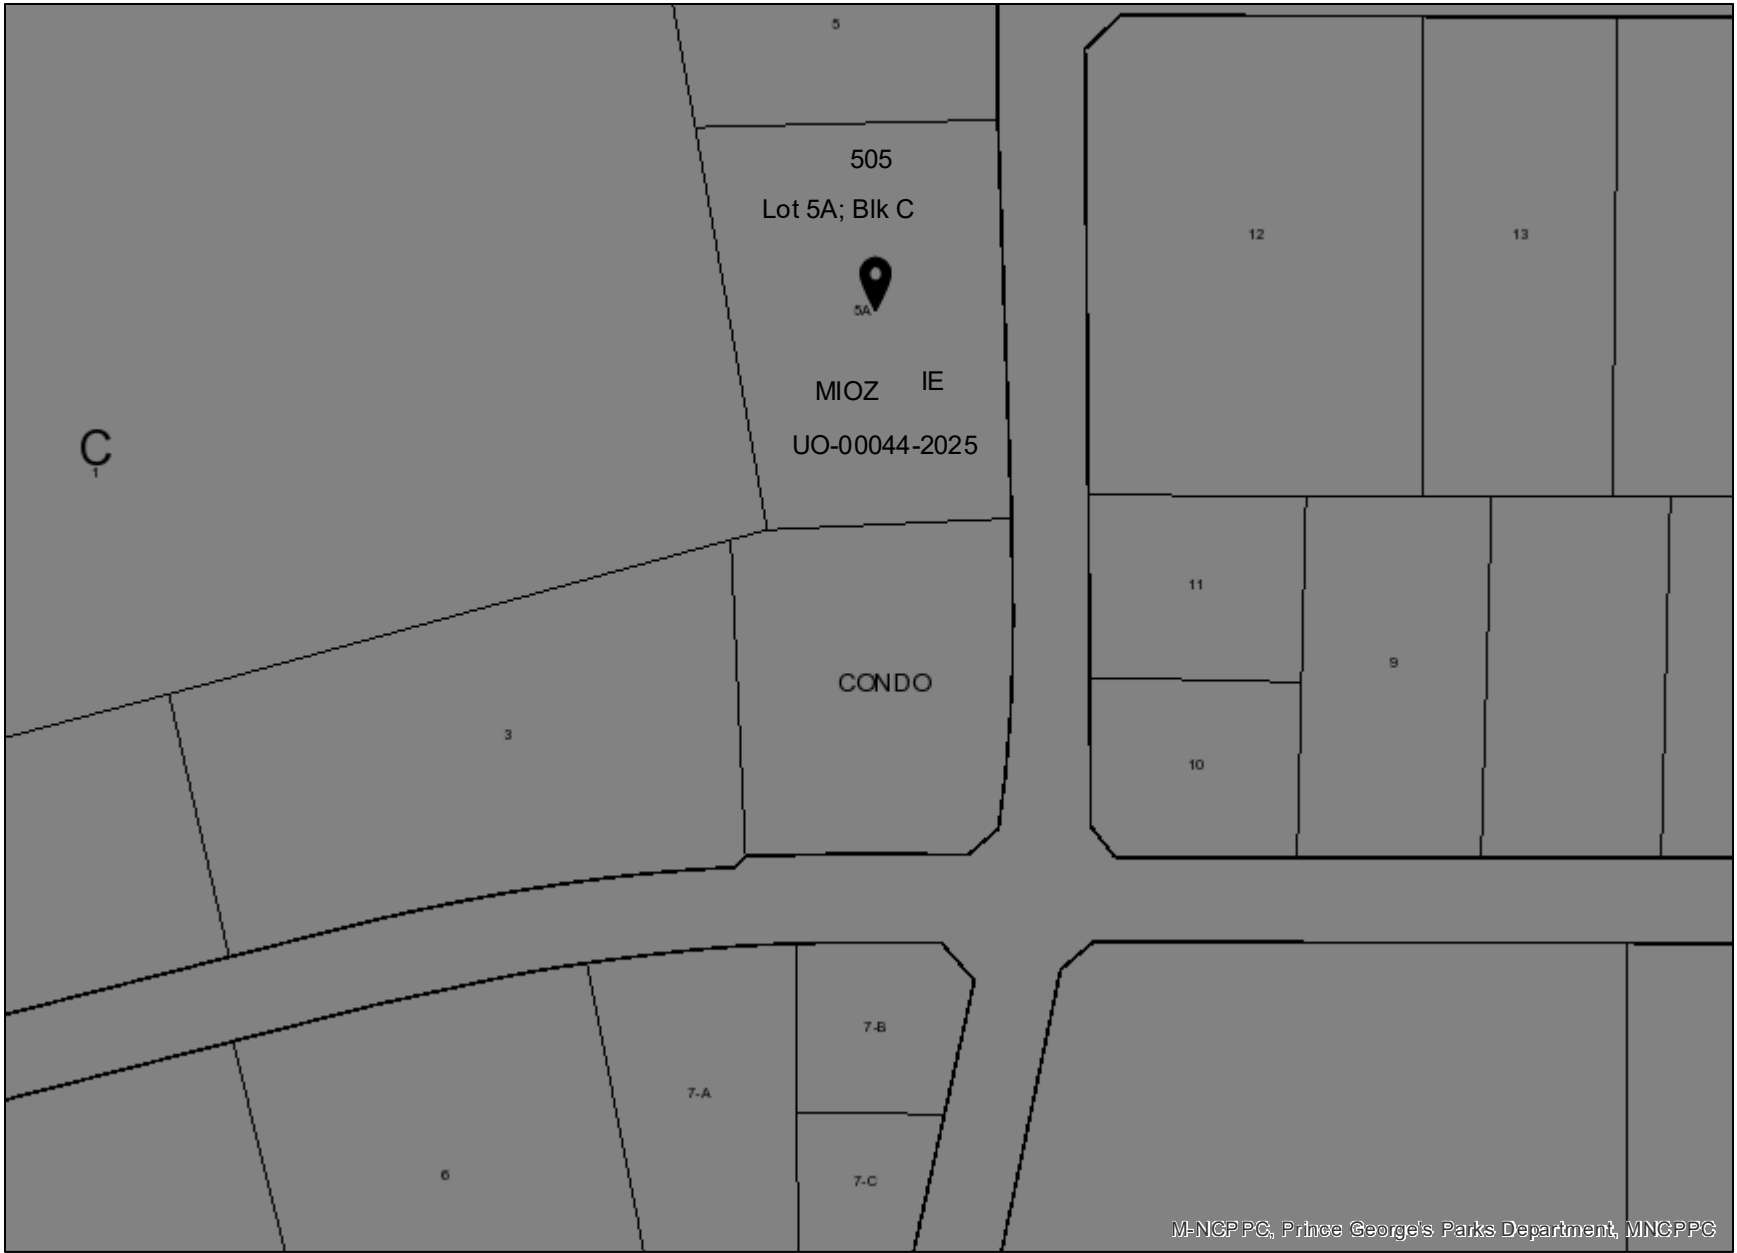 5
505
Lot 5A; Blk C
12
13
5A
MIOZ IE
UO-00044-2025
C
1
11
9
CONDO
3
10
7-B
7-A
6
7-C
M-NCPPC, Prince George's Parks Department, MNCPPC